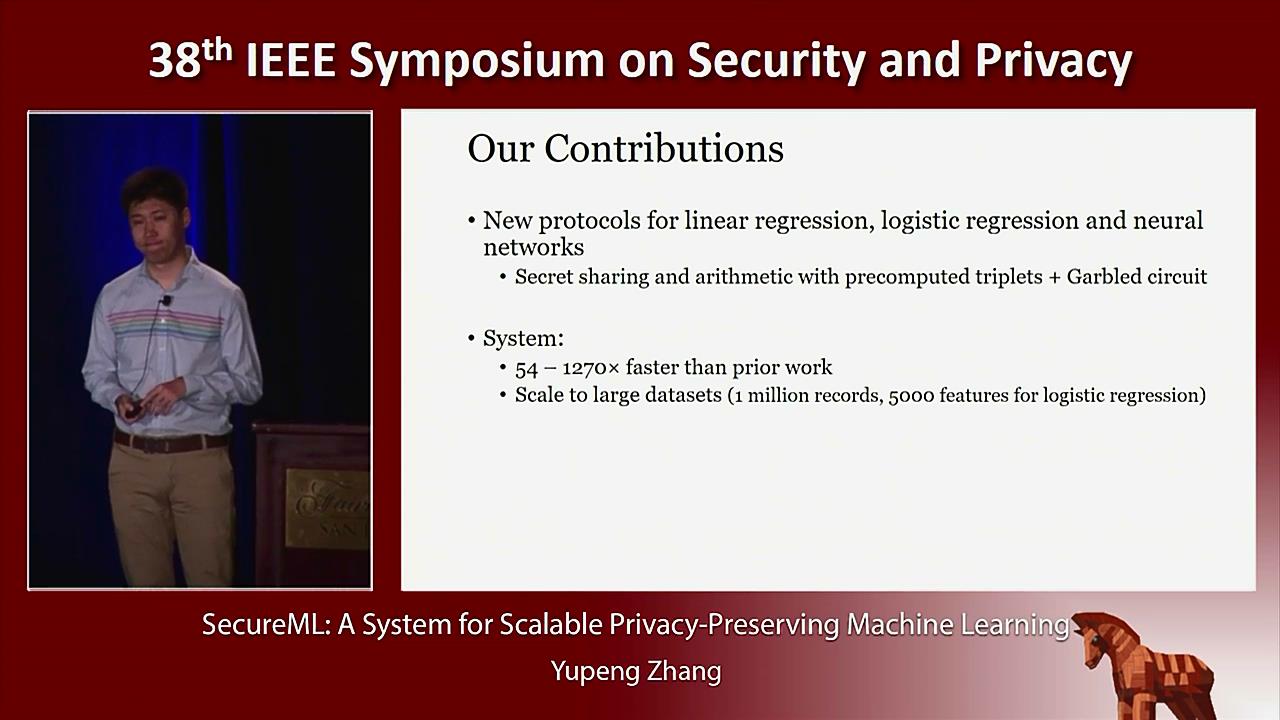 38th IEEE Symposium on Security and Privacy
Our Contributions
• New protocols for linear regression, logistic regression and neural
networks
• Secret sharing and arithmetic with precomputed triplets + Garbled circuit
• System:
• 54 – 1270× faster than prior work
• Scale to large datasets (1 million records, 5000 features for logistic regression)
SAN
SecureML: A System for Scalable Privacy-Preserving Machine Learning
Yupeng Zhang